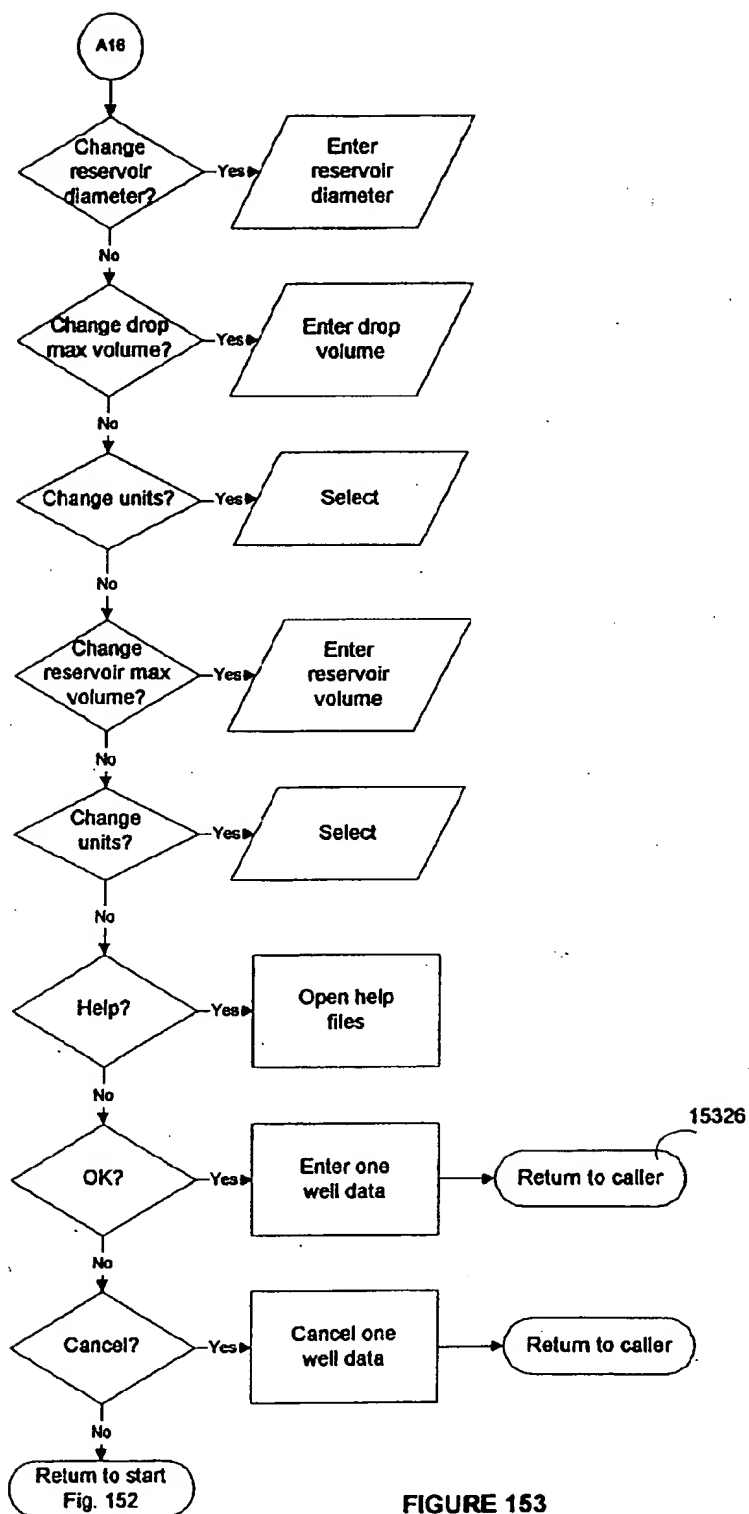 A16
Change
reservoir
diameter?
Yes
Enter
reservoir
diameter
No
Change drop
max volume?
Yes
Enter drop
volume
No
Change units?
Yes
Select
No
Change
reservoir max
volume?
Yes
Enter
reservoir
volume
No
Change
units?
Yes
Select
No
Help?
Yes
Open help
files
No
15326
OK?
Yes
Enter one
well data
Return to caller
No
Cancel?
Yes
Cancel one
well data
Return to caller
No
Return to start
Fig. 152
FIGURE 153